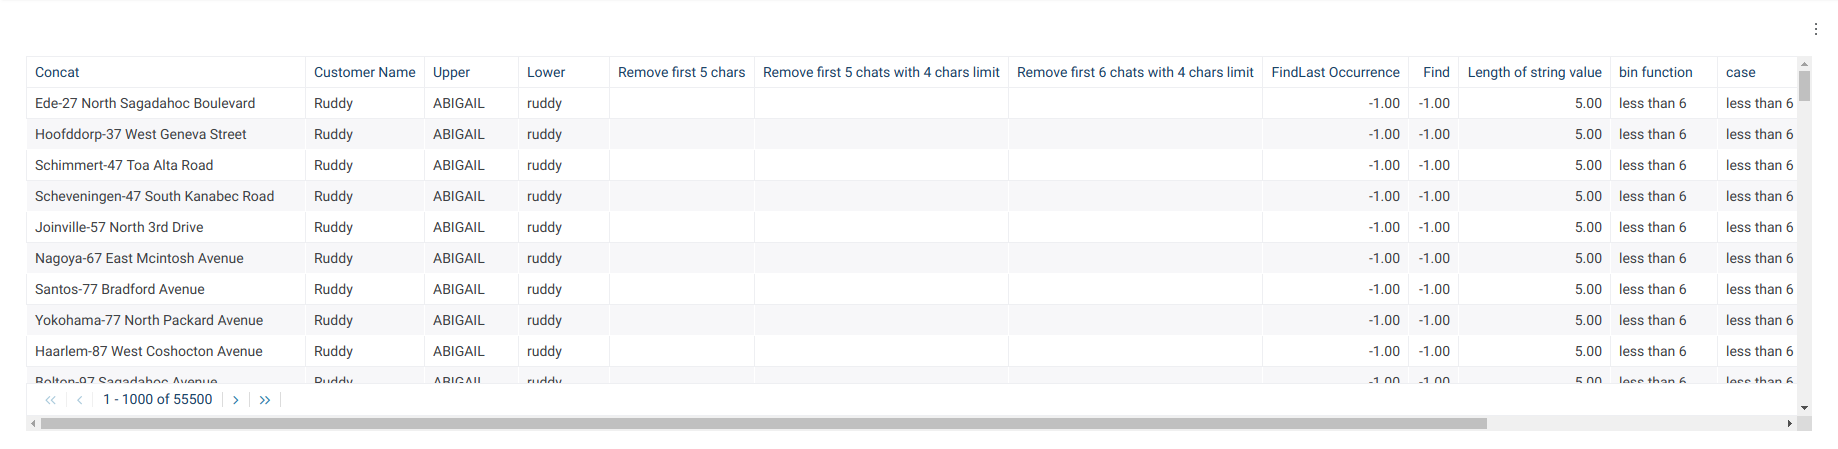 Concat Customer Name Upper Lower Remove first 5 chars Remove first 5 chats with 4 chars limit Remove first 6 chats with 4 chars limit FindLast Occurrence Find Length of string value bin function case
Ede-27 North Sagadahoc Boulevard Ruddy ABIGAIL ruddy -1.00 -1.00 5.00 less than 6 less than 6
Hoofddorp-37 West Geneva Street Ruddy ABIGAIL ruddy -1.00 -1.00 5.00 less than 6 less than 6
Schimmert-47 Toa Alta Road Ruddy ABIGAIL ruddy -1.00 -1.00 5.00 less than 6 less than 6
Scheveningen-47 South Kanabec Road Ruddy ABIGAIL ruddy -1.00 -1.00 5.00 less than 6 less than 6
Joinville-57 North 3rd Drive Ruddy ABIGAIL ruddy -1.00 -1.00 5.00 less than 6 less than 6
Nagoya-67 East Mcintosh Avenue Ruddy ABIGAIL ruddy -1.00 -1.00 5.00 less than 6 less than 6
Santos-77 Bradford Avenue Ruddy ABIGAIL ruddy -1.00 -1.00 5.00 less than 6 less than 6
Yokohama-77 North Packard Avenue Ruddy ABIGAIL ruddy -1.00 -1.00 5.00 less than 6 less than 6
Haarlem-87 West Coshocton Avenue Ruddy ABIGAIL ruddy -1.00 -1.00 5.00 less than 6 less than 6
Bolton-97 Sagadahoc Avenue Ruddy ABIGAIL ruddy -1.00 -1.00 5.00 less than 6 less than 6
1 - 1000 of 55500